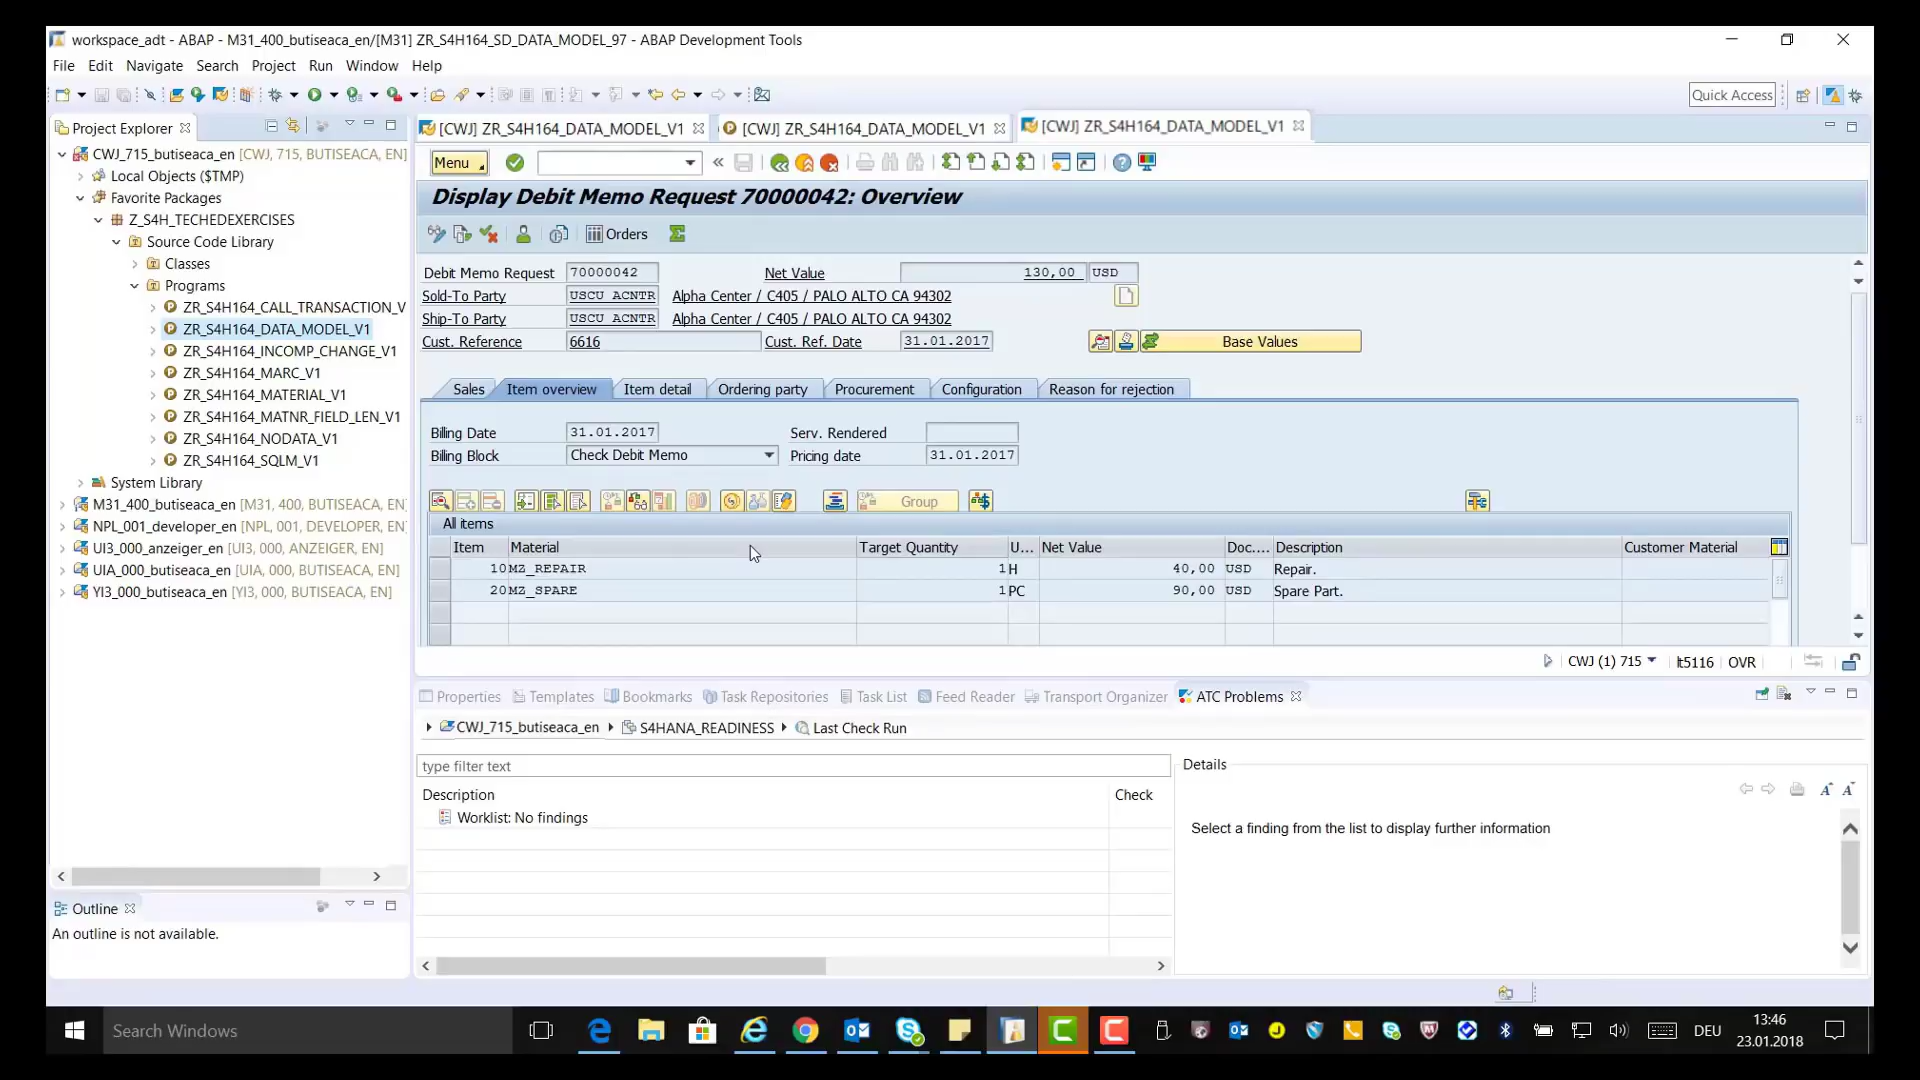 workspace_adt - ABAP - M31_400_butiseaca_en/[M31] ZR_S4H164_SD_DATA_MODEL_97 - ABAP Development Tools
File Edit Navigate Search Project Run Window Help
Quick Access
Project Explorer
CWJ_715_butiseaca_en [CWJ, 715, BUTISEACA, EN]
Local Objects ($TMP)
Favorite Packages
Z_S4H_TECHEDEXERCISES
Source Code Library
Classes
Programs
ZR_S4H164_CALL_TRANSACTION_V
ZR_S4H164_DATA_MODEL_V1
ZR_S4H164_INCOMP_CHANGE_V1
ZR_S4H164_MARC_V1
ZR_S4H164_MATERIAL_V1
ZR_S4H164_MATNR_FIELD_LEN_V1
ZR_S4H164_NODATA_V1
ZR_S4H164_SQLM_V1
System Library
M31_400_butiseaca_en [M31, 400, BUTISEACA, EN]
NPL_001_developer_en [NPL, 001, DEVELOPER, EN]
UI3_000_anzeiger_en [UI3, 000, ANZEIGER, EN]
UIA_000_butiseaca_en [UIA, 000, BUTISEACA, EN]
YI3_000_butiseaca_en [YI3, 000, BUTISEACA, EN]
Outline
An outline is not available.
[CWJ] ZR_S4H164_DATA_MODEL_V1 [CWJ] ZR_S4H164_DATA_MODEL_V1 [CWJ] ZR_S4H164_DATA_MODEL_V1
Menu
Display Debit Memo Request 70000042: Overview
Orders
Debit Memo Request 70000042 Net Value 130,00 USD
Sold-To Party USCU ACNTR Alpha Center / C405 / PALO ALTO CA 94302
Ship-To Party USCU ACNTR Alpha Center / C405 / PALO ALTO CA 94302
Cust. Reference 6616 Cust. Ref. Date 31.01.2017 Base Values
Sales Item overview Item detail Ordering party Procurement Configuration Reason for rejection
Billing Date 31.01.2017 Serv. Rendered
Billing Block Check Debit Memo Pricing date 31.01.2017
Group
All items
Item Material Target Quantity U... Net Value Doc.... Description Customer Material
10 MZ_REPAIR 1 H 40,00 USD Repair.
20 MZ_SPARE 1 PC 90,00 USD Spare Part.
CWJ (1) 715 lt5116 OVR
Properties Templates Bookmarks Task Repositories Task List Feed Reader Transport Organizer ATC Problems
CWJ_715_butiseaca_en S4HANA_READINESS Last Check Run
type filter text
Description Check
Worklist: No findings
Details
Select a finding from the list to display further information
Search Windows
DEU
13:46
23.01.2018